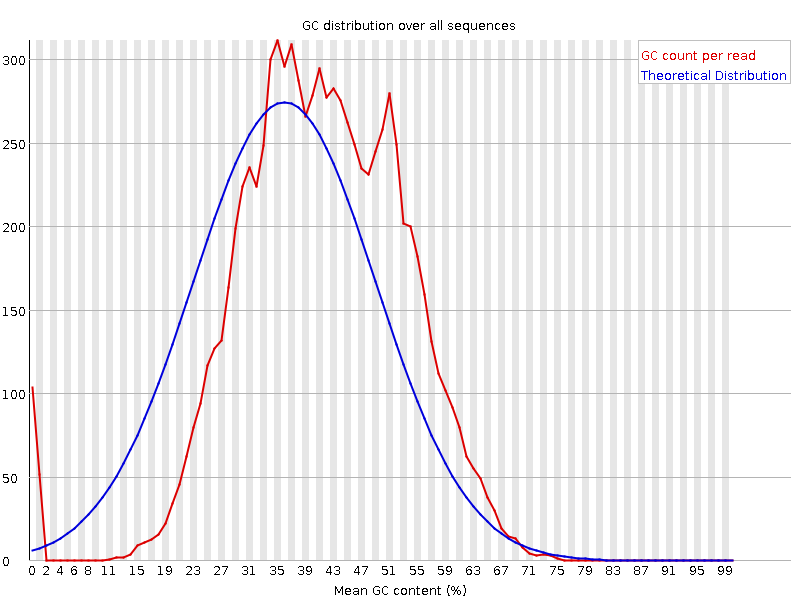 GC distribution over all sequences
GC count per read
Theoretical Distribution
300
250
200
150
100
50
0
0 2 4 6 8 11 15 19 23 27 31 35 39 43 47 51 55 59 63 67 71 75 79 83 87 91 95 99
Mean GC content (%)